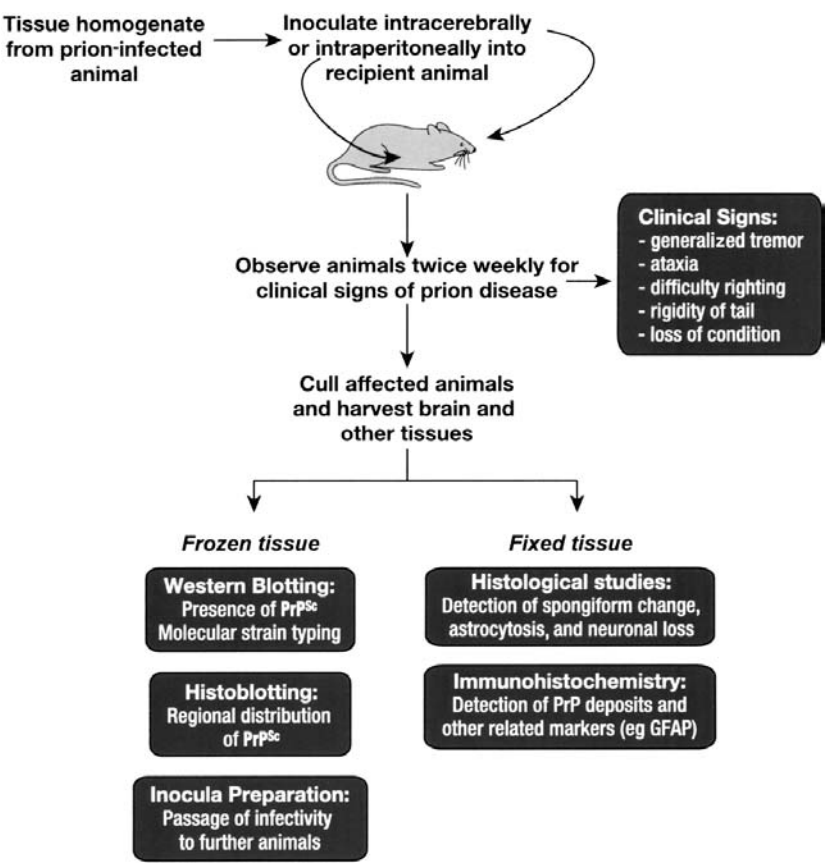 Tissue homogenate
from prion-infected
animal
Inoculate intracerebrally
or intraperitoneally into
recipient animal
Observe animals twice weekly for
clinical signs of prion disease
Clinical Signs:
- generalized tremor
- ataxia
- difficulty righting
- rigidity of tail
- loss of condition
Cull affected animals
and harvest brain and
other tissues
Frozen tissue
Western Blotting:
Presence of PrPSc
Molecular strain typing
Histoblotting:
Regional distribution
of PrPSc
Inocula Preparation:
Passage of infectivity
to further animals
Fixed tissue
Histological studies:
Detection of spongiform change,
astrocytosis, and neuronal loss
Immunohistochemistry:
Detection of PrP deposits and
other related markers (eg GFAP)